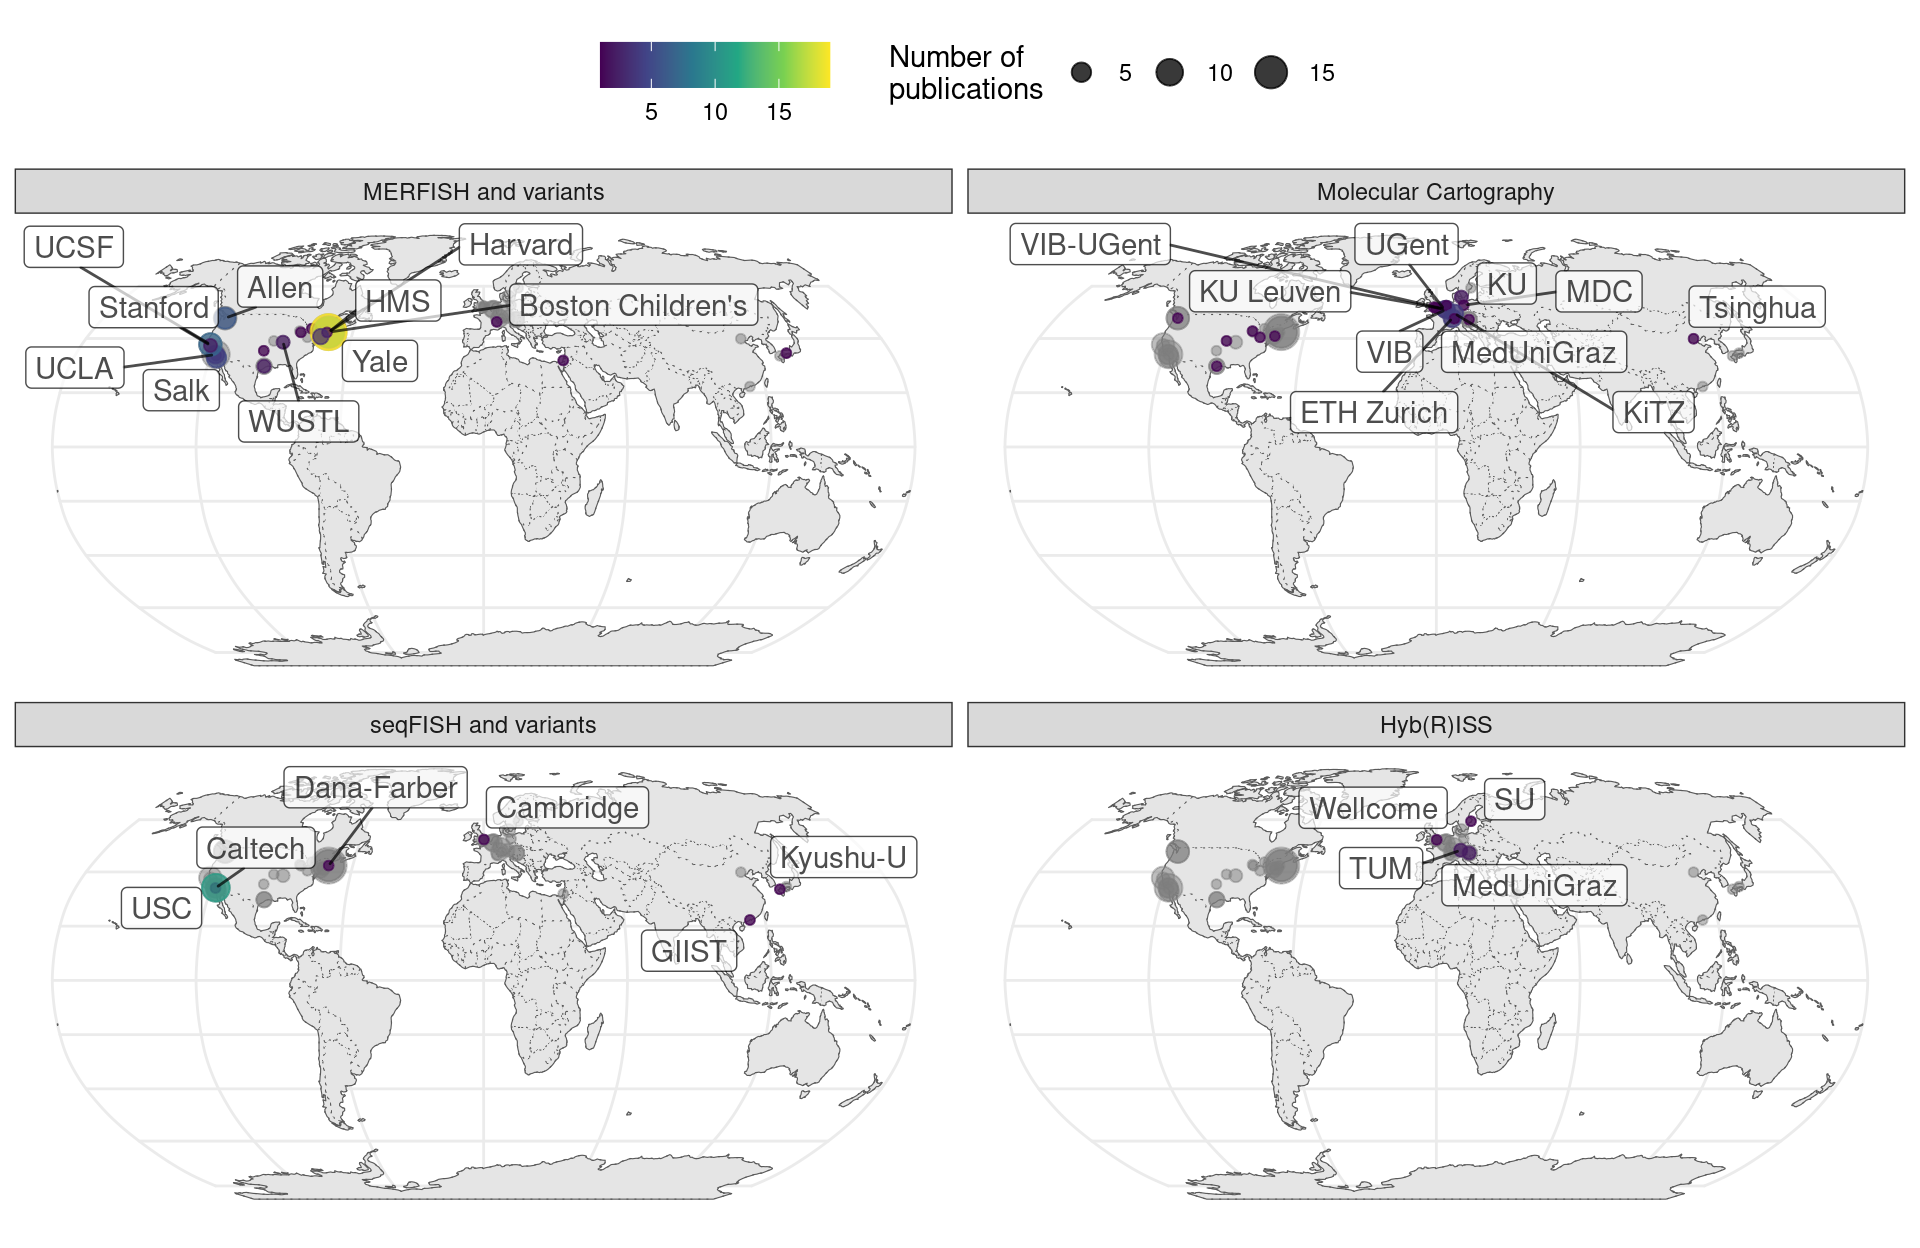 Number of
publications
5
10
15
5
10
15
MERFISH and variants
UCSF
Harvard
Allen
Stanford
HMS
Boston Children's
UCLA
Yale
Salk
WUSTL
Molecular Cartography
VIB-UGent
UGent
KU Leuven
KU
MDC
Tsinghua
VIB
MedUniGraz
ETH Zurich
KiTZ
seqFISH and variants
Dana-Farber
Cambridge
Caltech
Kyushu-U
USC
GIIST
Hyb(R)ISS
Wellcome
SU
TUM
MedUniGraz